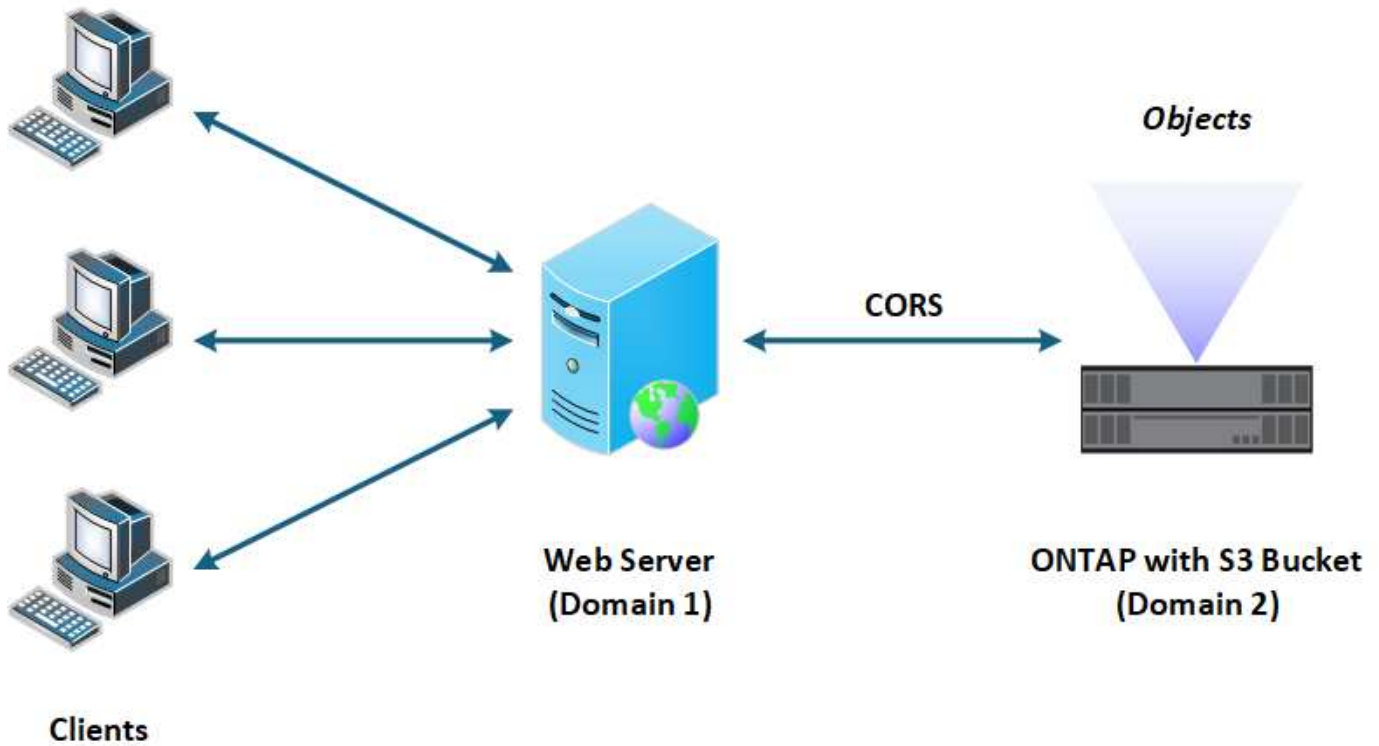 Objects
CORS
Web Server
(Domain 1)
ONTAP with S3 Bucket
(Domain 2)
Clients